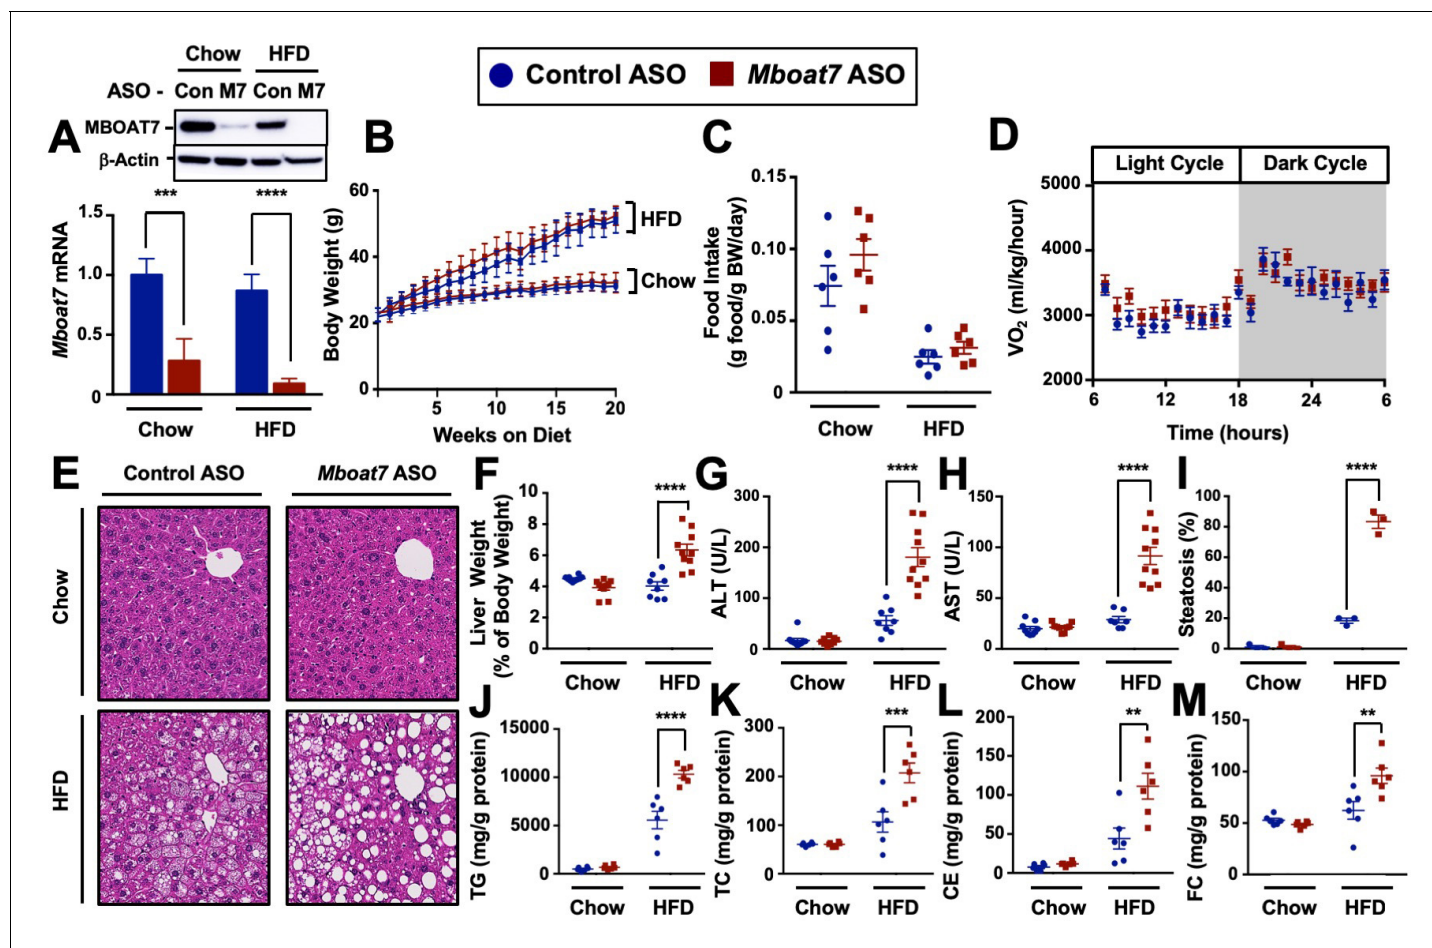 Chow HFD
ASO - Con M7 Con M7
MBOAT7
β-Actin
Control ASO Mboat7 ASO
A
*** ****
Mboat7 mRNA
1.5
1.0
0.5
0
Chow HFD
B
Body Weight (g)
60
40
20
0
5 10 15 20
Weeks on Diet
HFD
Chow
C
Food Intake
(g food/g BW/day)
0.15
0.10
0.05
0
Chow HFD
D
Light Cycle Dark Cycle
VO2 (ml/kg/hour)
5000
4000
3000
2000
6 12 18 24 6
Time (hours)
E
Control ASO Mboat7 ASO
Chow
HFD
F
Liver Weight
(% of Body Weight)
10
8
6
4
2
0
****
Chow HFD
G
ALT (U/L)
300
200
100
0
****
Chow HFD
H
AST (U/L)
150
100
50
0
****
Chow HFD
I
Steatosis (%)
100
80
60
40
20
0
****
Chow HFD
J
TG (mg/g protein)
15000
10000
5000
0
****
Chow HFD
K
TC (mg/g protein)
300
200
100
0
***
Chow HFD
L
CE (mg/g protein)
200
150
100
50
0
**
Chow HFD
M
FC (mg/g protein)
150
100
50
0
**
Chow HFD